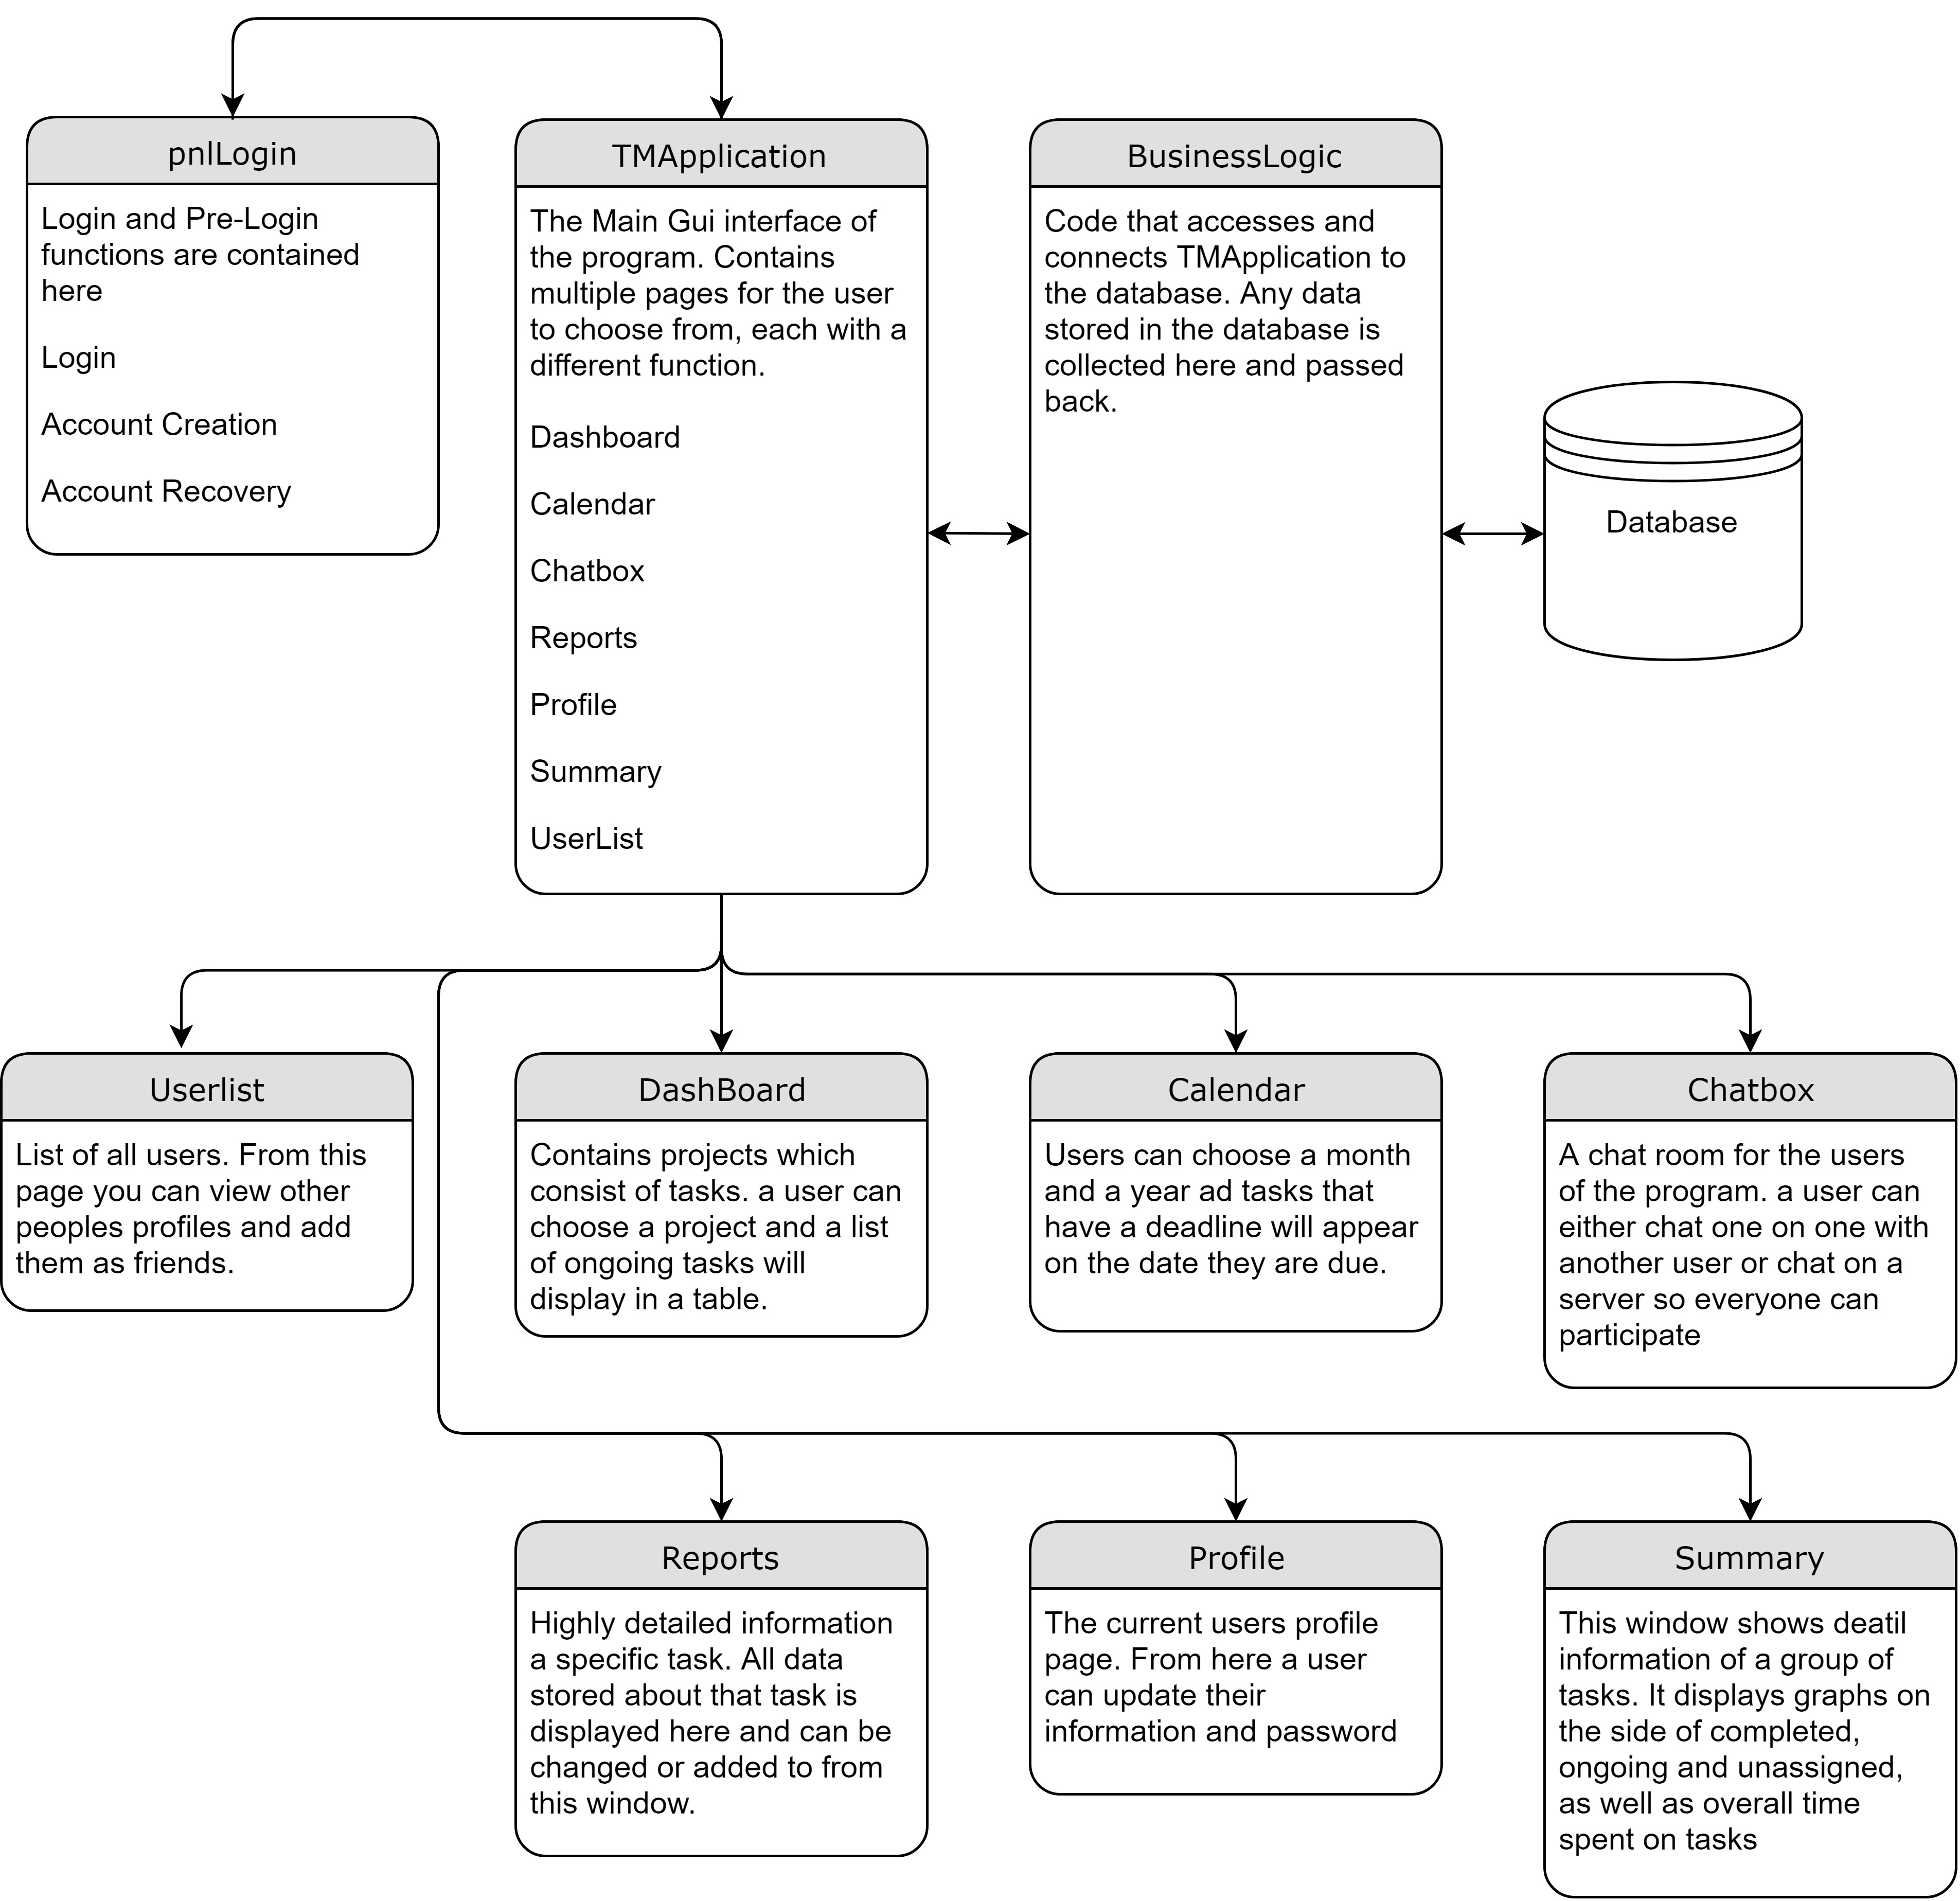 pnlLogin
Login and Pre-Login
functions are contained
here
Login
Account Creation
Account Recovery
TMApplication
The Main Gui interface of
the program. Contains
multiple pages for the user
to choose from, each with a
different function.
Dashboard
Calendar
Chatbox
Reports
Profile
Summary
UserList
BusinessLogic
Code that accesses and
connects TMApplication to
the database. Any data
stored in the database is
collected here and passed
back.
Database
Userlist
List of all users. From this
page you can view other
peoples profiles and add
them as friends.
DashBoard
Contains projects which
consist of tasks. a user can
choose a project and a list
of ongoing tasks will
display in a table.
Calendar
Users can choose a month
and a year ad tasks that
have a deadline will appear
on the date they are due.
Chatbox
A chat room for the users
of the program. a user can
either chat one on one with
another user or chat on a
server so everyone can
participate
Reports
Highly detailed information
a specific task. All data
stored about that task is
displayed here and can be
changed or added to from
this window.
Profile
The current users profile
page. From here a user
can update their
information and password
Summary
This window shows deatil
information of a group of
tasks. It displays graphs on
the side of completed,
ongoing and unassigned,
as well as overall time
spent on tasks